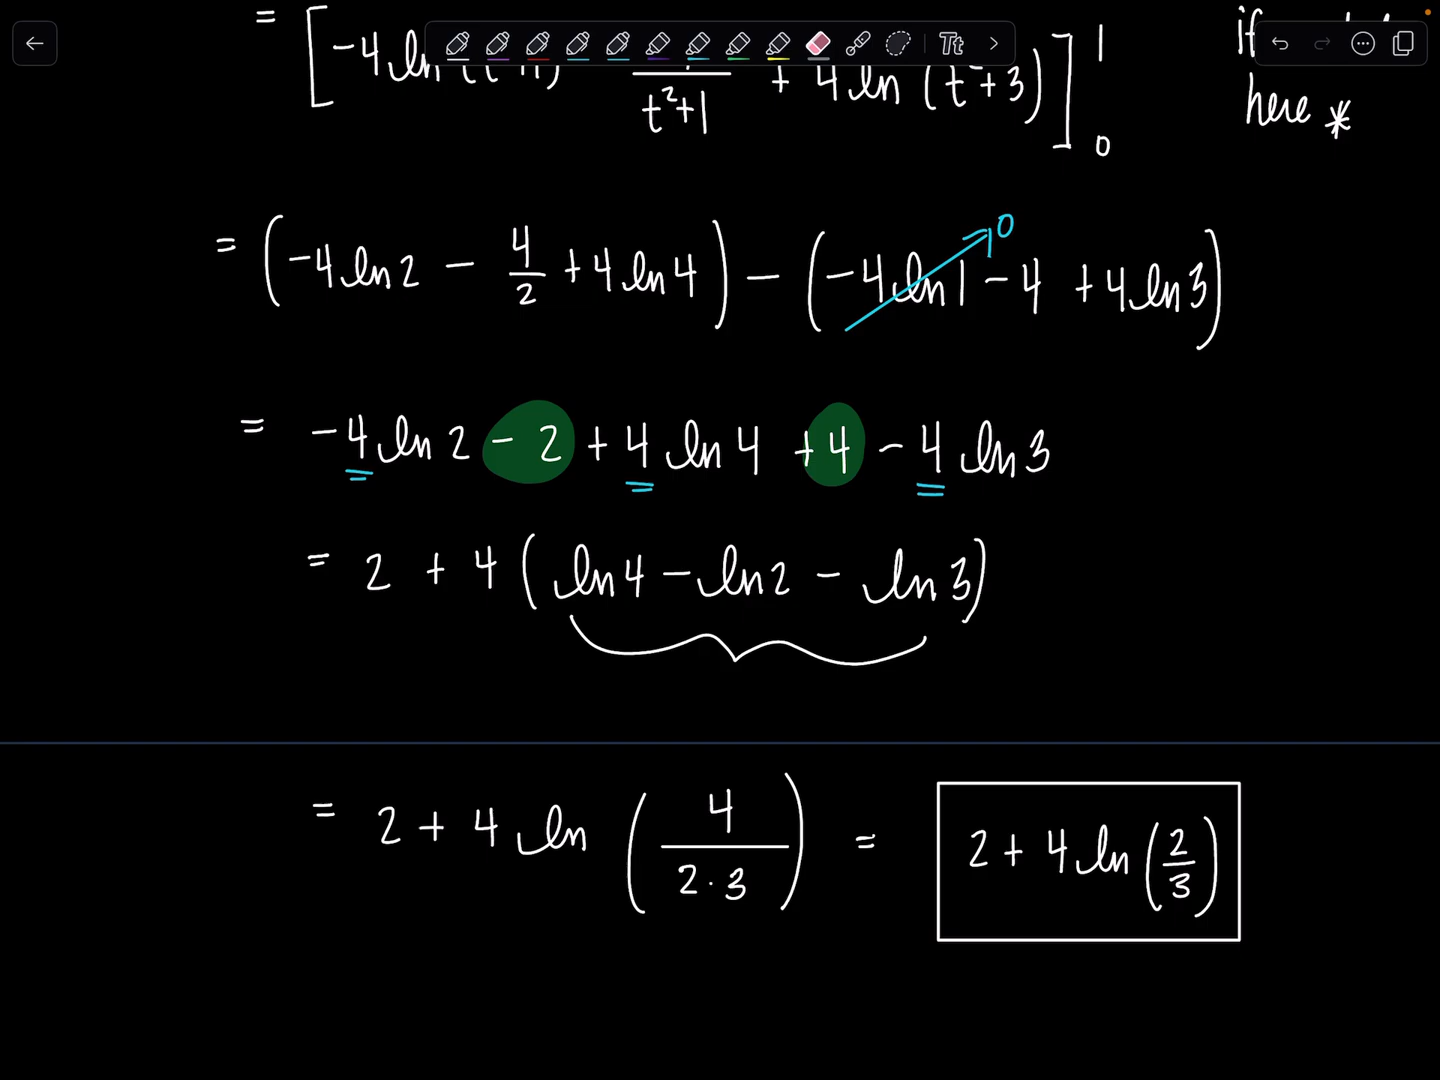 = [ -4 ln + 4 ln (t²+3) ]₀¹ if
t²+1 here *
Tt
= (-4 ln 2 - 4/2 + 4 ln 4) - (-4 ln 1 - 4 + 4 ln 3) 0
= -4 ln 2 - 2 + 4 ln 4 + 4 - 4 ln 3
= 2 + 4 (ln 4 - ln 2 - ln 3)
= 2 + 4 ln (4/(2·3)) = 2 + 4 ln (2/3)